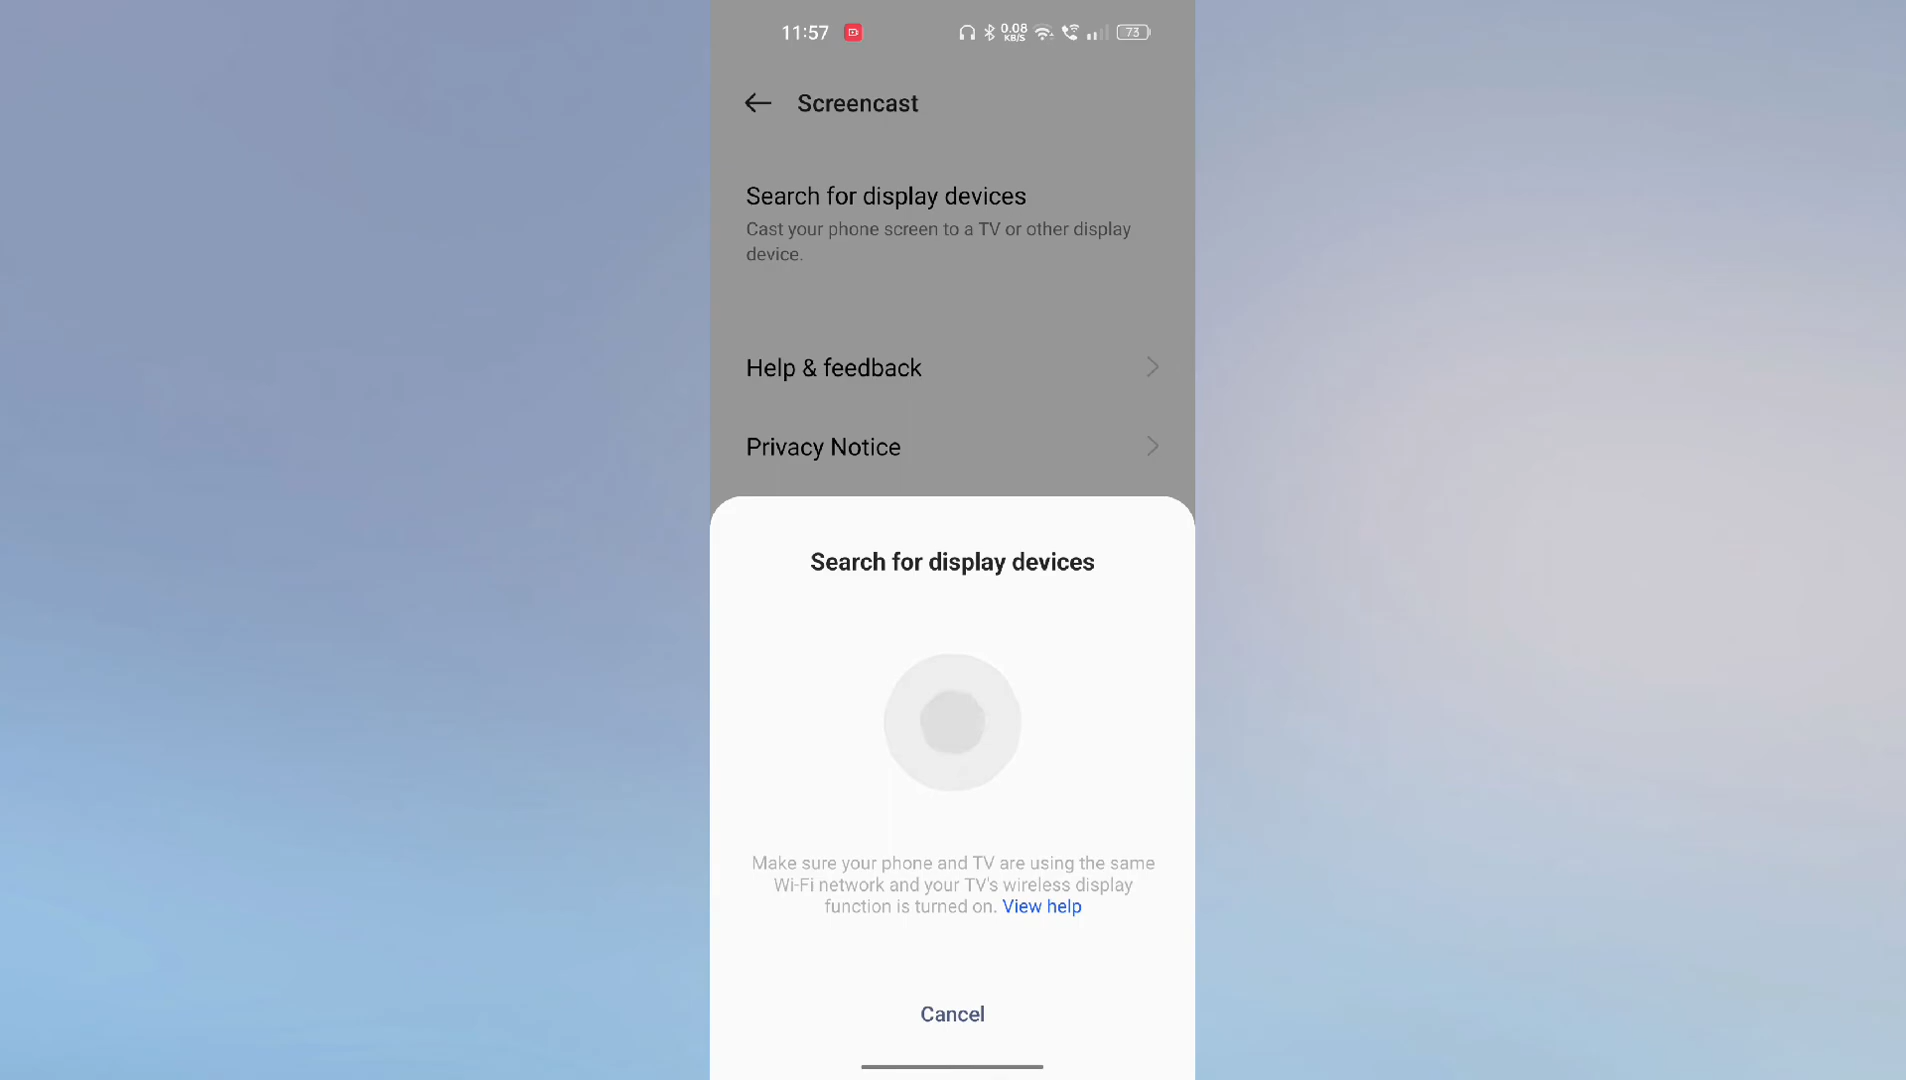 11:57
0.08
KB/S
73
Screencast
Search for display devices
Cast your phone screen to a TV or other display
device.
Help & feedback
Privacy Notice
Search for display devices
Make sure your phone and TV are using the same
Wi-Fi network and your TV's wireless display
function is turned on. View help
Cancel